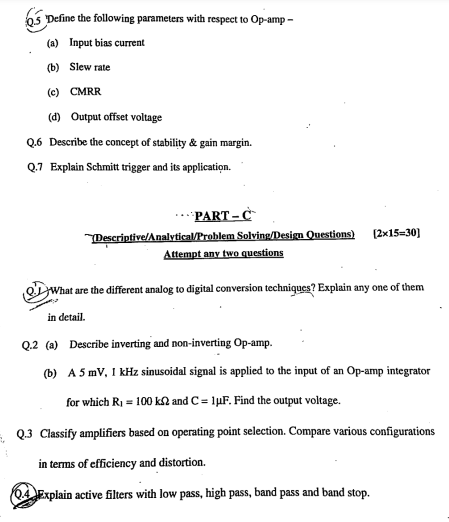 Q.5 Define the following parameters with respect to Op-amp –
(a) Input bias current
(b) Slew rate
(c) CMRR
(d) Output offset voltage
Q.6 Describe the concept of stability & gain margin.
Q.7 Explain Schmitt trigger and its application.
PART – C
(Descriptive/Analytical/Problem Solving/Design Questions) [2×15=30]
Attempt any two questions
Q.1 What are the different analog to digital conversion techniques? Explain any one of them
in detail.
Q.2 (a) Describe inverting and non-inverting Op-amp.
(b) A 5 mV, 1 kHz sinusoidal signal is applied to the input of an Op-amp integrator
for which R₁ = 100 kΩ and C = 1μF. Find the output voltage.
Q.3 Classify amplifiers based on operating point selection. Compare various configurations
in terms of efficiency and distortion.
Q.4 Explain active filters with low pass, high pass, band pass and band stop.